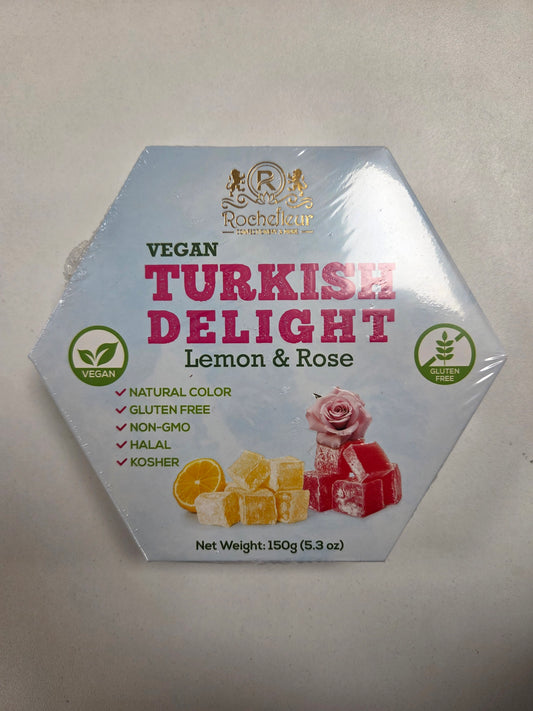 R
Rochefleur
VEGAN
TURKISH
DELIGHT
Lemon & Rose
VEGAN
GLUTEN
FREE
NATURAL COLOR
GLUTEN FREE
NON-GMO
HALAL
KOSHER
Net Weight: 150g (5.3 oz)